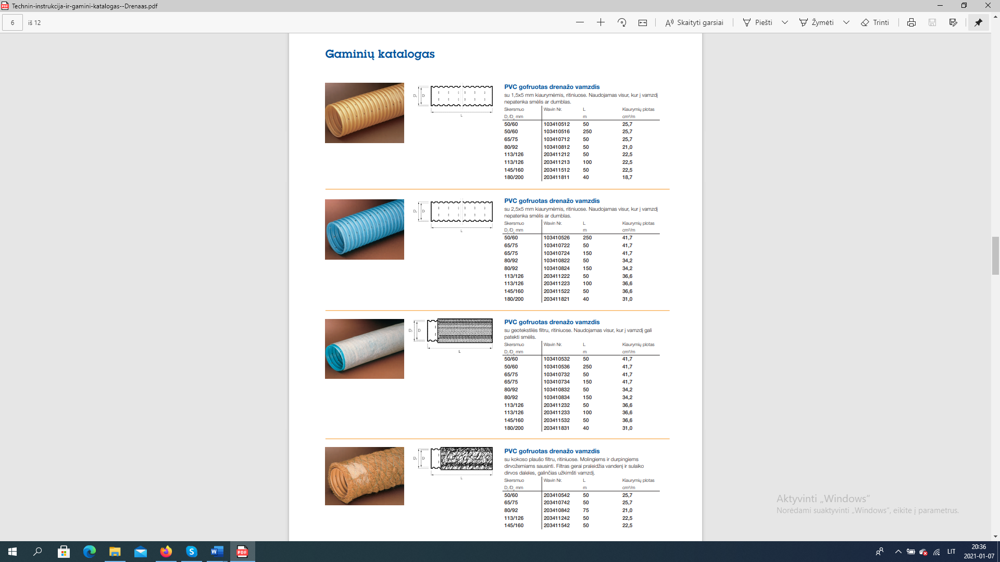 Technin-instrukcija-ir-gamini-katalogas--Drenaas.pdf
6 iš 12
Skaityti garsiai
Piešti
Žymėti
Trinti
Gaminių katalogas
PVC gofruotas drenažo vamzdis
su 1,5x5 mm kiaurymėmis, ritiniuose. Naudojamas visur, kur į vamzdį
nepatenka smėlis ar dumblas.
Skersmuo Wavin Nr. L Kiaurymių plotas
mm m cm²/m
50/60 103410512 50 25,7
50/60 103410516 250 25,7
65/75 103410712 50 25,7
80/92 103410812 50 21,0
113/126 203411212 50 22,5
113/126 203411213 100 22,5
145/160 203411512 50 22,5
180/200 203411811 40 18,7
L
PVC gofruotas drenažo vamzdis
su 2,5x5 mm kiaurymėmis, ritiniuose. Naudojamas visur, kur į vamzdį
nepatenka smėlis ar dumblas.
Skersmuo Wavin Nr. L Kiaurymių plotas
mm m cm²/m
50/60 103410526 250 41,7
65/75 103410722 50 41,7
65/75 103410724 150 41,7
80/92 103410822 50 34,2
80/92 103410824 150 34,2
113/126 203411222 50 36,6
113/126 203411223 100 36,6
145/160 203411522 50 36,6
180/200 203411821 40 31,0
L
PVC gofruotas drenažo vamzdis
su geotekstilės filtru, ritiniuose. Naudojamas visur, kur į vamzdį gali
patekti smėlis.
Skersmuo Wavin Nr. L Kiaurymių plotas
mm m cm²/m
50/60 103410532 50 41,7
50/60 103410536 250 41,7
65/75 103410732 50 41,7
65/75 103410734 150 41,7
80/92 103410832 50 34,2
80/92 103410834 150 34,2
113/126 203411232 50 36,6
113/126 203411233 100 36,6
145/160 203411532 50 36,6
180/200 203411831 40 31,0
L
PVC gofruotas drenažo vamzdis
su kokoso plaušo filtru, ritiniuose. Molingiems ir durpingiems
dirvožemiams sausinti. Filtras gerai praleidžia vandenį ir sulaiko
dirvos daleles, galinčias užkimšti vamzdį.
Skersmuo Wavin Nr. L Kiaurymių plotas
mm m cm²/m
50/60 203410542 50 25,7
65/75 203410742 50 25,7
80/92 203410842 75 21,0
113/126 203411242 50 22,5
145/160 203411542 50 22,5
L
Aktyvinti „Windows“
Norėdami suaktyvinti „Windows“, eikite į parametrus.
LIT
20:36
2021-01-07